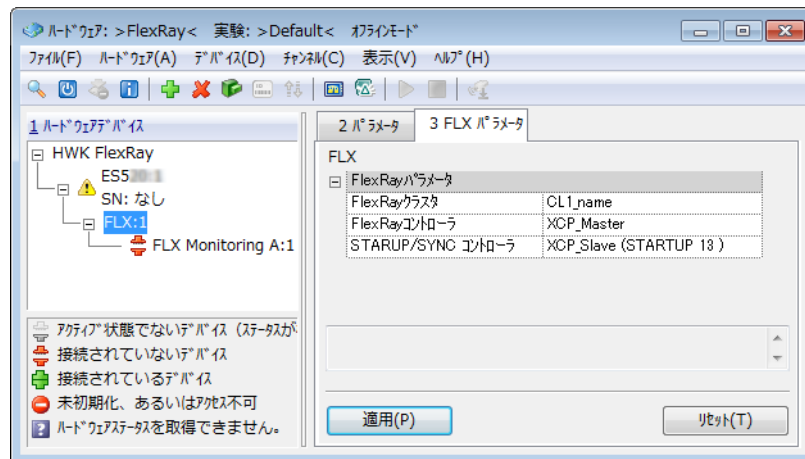 ﾊｰﾄﾞｳｪｱ: >FlexRay<　実験: >Default<　ｵﾌﾗｲﾝﾓｰﾄﾞ
ﾌｧｲﾙ(F)　ﾊｰﾄﾞｳｪｱ(A)　ﾃﾞﾊﾞｲｽ(D)　ﾁｬﾝﾈﾙ(C)　表示(V)　ﾍﾙﾌﾟ(H)
1 ﾊｰﾄﾞｳｪｱﾃﾞﾊﾞｲｽ
HWK FlexRay
ES5
SN: なし
FLX:1
FLX Monitoring A:1
ｱｸﾃｨﾌﾞ状態でないﾃﾞﾊﾞｲｽ（ｽﾃｰﾀｽが
接続されていないﾃﾞﾊﾞｲｽ
接続されているﾃﾞﾊﾞｲｽ
未初期化、あるいはｱｸｾｽ不可
ﾊｰﾄﾞｳｪｱｽﾃｰﾀｽを取得できません。
2 ﾊﾟﾗﾒｰﾀ　3 FLX ﾊﾟﾗﾒｰﾀ
FLX
FlexRayﾊﾟﾗﾒｰﾀ
FlexRayｸﾗｽﾀ　CL1_name
FlexRayｺﾝﾄﾛｰﾗ　XCP_Master
STARUP/SYNC ｺﾝﾄﾛｰﾗ　XCP_Slave (STARTUP 13 )
適用(P)　ﾘｾｯﾄ(T)